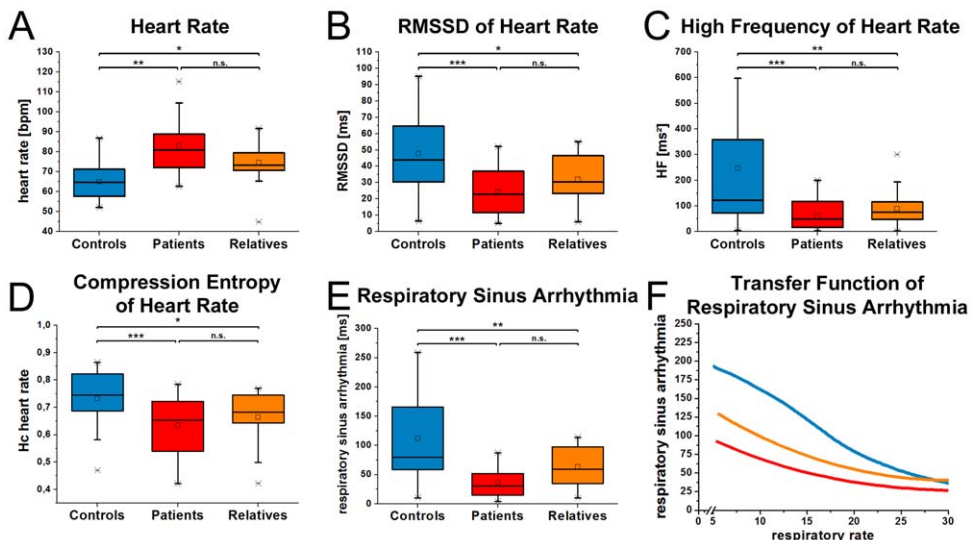 A
Heart Rate
heart rate [bpm]
130
120
110
100
90
80
70
60
50
40
*
**
n.s.
Controls Patients Relatives
B
RMSSD of Heart Rate
RMSSD [ms]
110
100
90
80
70
60
50
40
30
20
10
0
*
***
n.s.
Controls Patients Relatives
C
High Frequency of Heart Rate
HF [ms²]
700
600
500
400
300
200
100
0
**
***
n.s.
Controls Patients Relatives
D
Compression Entropy
of Heart Rate
Hc heart rate
1,0
0,9
0,8
0,7
0,6
0,5
0,4
*
***
n.s.
Controls Patients Relatives
E
Respiratory Sinus Arrhythmia
respiratory sinus arrhythmia [ms]
300
250
200
150
100
50
0
**
***
n.s.
Controls Patients Relatives
F
Transfer Function of
Respiratory Sinus Arrhythmia
respiratory sinus arrhythmia
250
225
200
175
150
125
100
75
50
25
0
5 10 15 20 25 30
respiratory rate